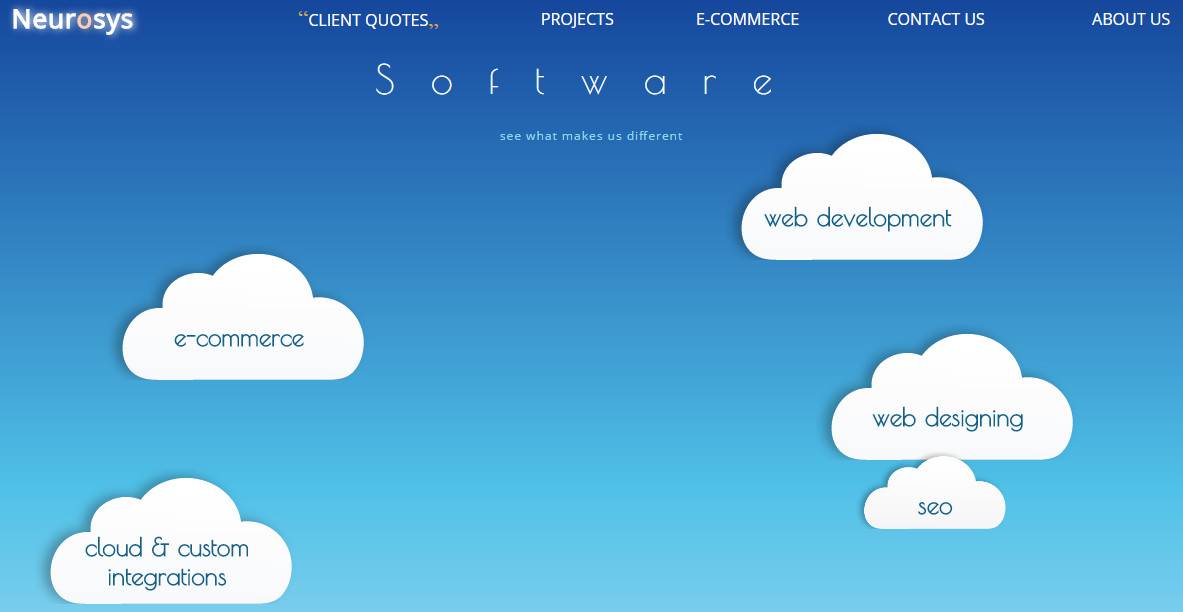 Neurosys
“CLIENT QUOTES„
PROJECTS
E-COMMERCE
CONTACT US
ABOUT US
Software
see what makes us different
web development
e-commerce
web designing
seo
cloud & custom
integrations